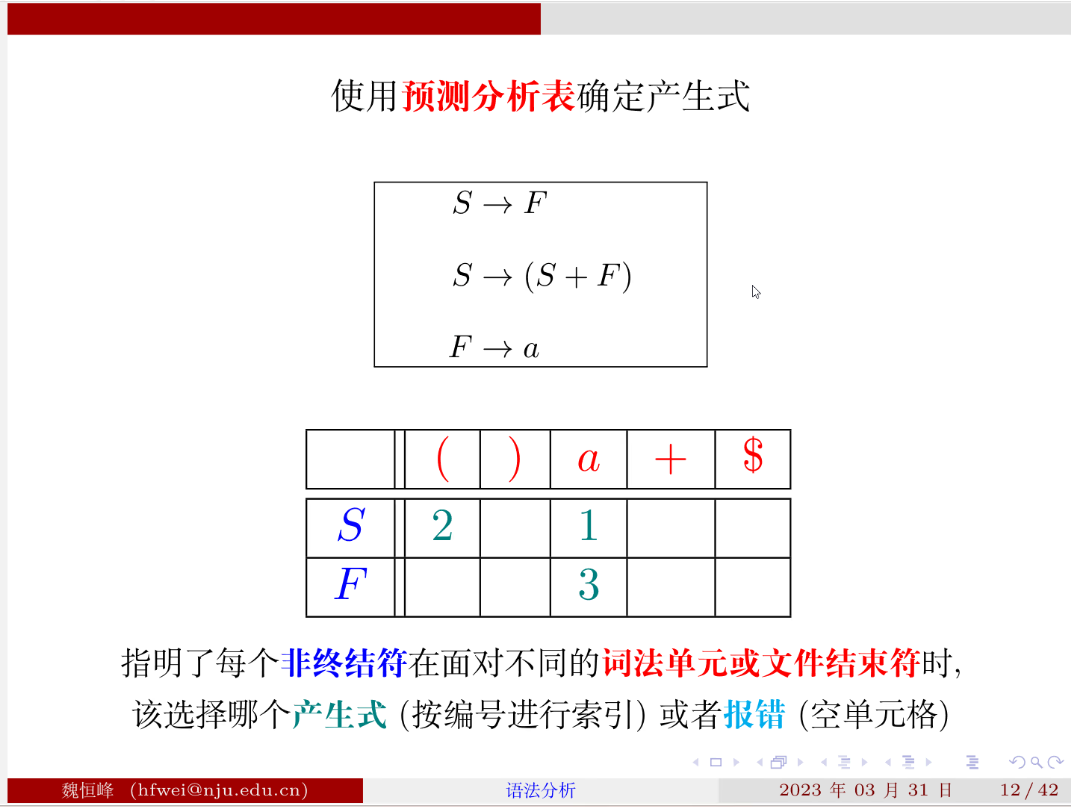 使用预测分析表确定产生式
S → F
S → (S + F)
F → a
( ) a + $
S 2 1
F 3
指明了每个非终结符在面对不同的词法单元或文件结束符时,
该选择哪个产生式 (按编号进行索引) 或者报错 (空单元格)
魏恒峰 (hfwei@nju.edu.cn) 语法分析 2023 年 03 月 31 日 12 / 42